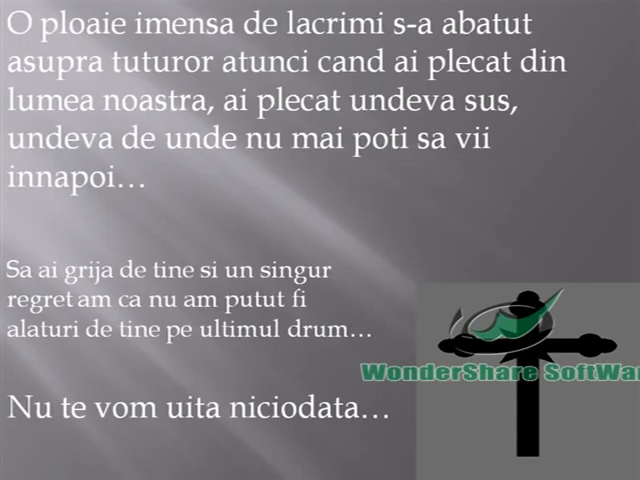 O ploaie imensa de lacrimi s-a abatut
asupra tuturor atunci cand ai plecat din
lumea noastra, ai plecat undeva sus,
undeva de unde nu mai poti sa vii
innapoi…
Sa ai grija de tine si un singur
regret am ca nu am putut fi
alaturi de tine pe ultimul drum…
WonderShare SoftWar
Nu te vom uita niciodata…